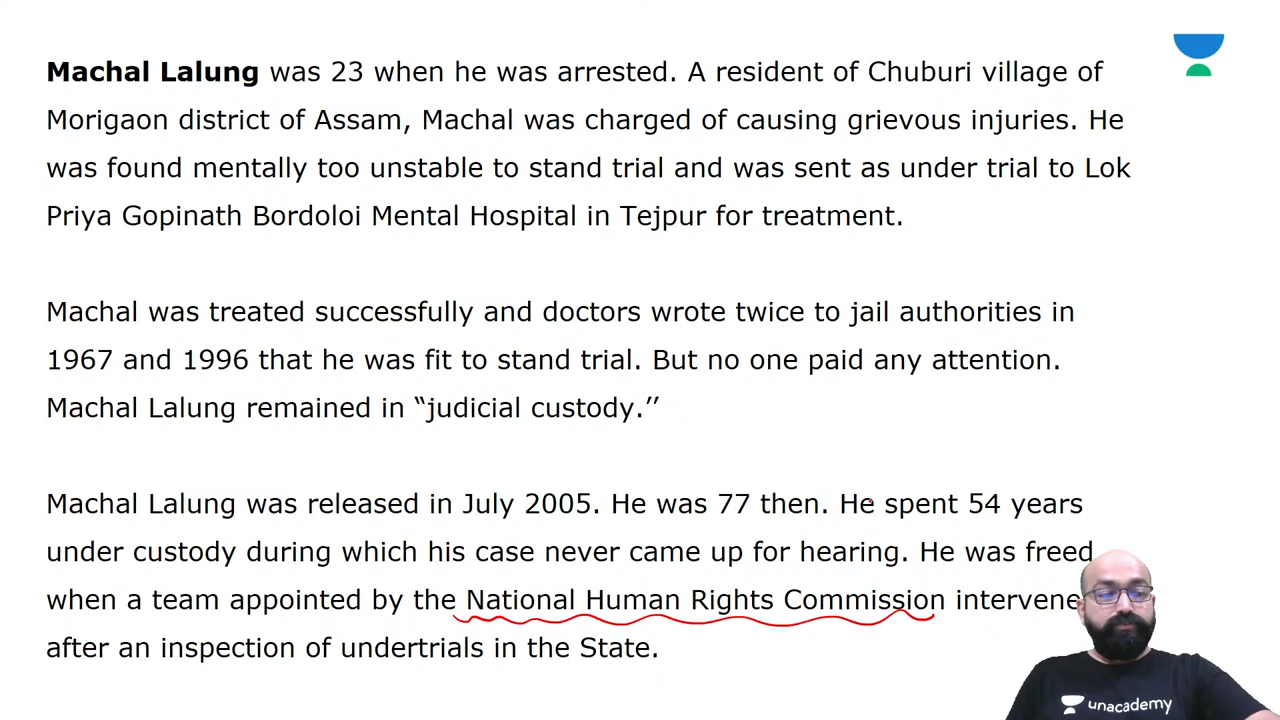 Machal Lalung was 23 when he was arrested. A resident of Chuburi village of
Morigaon district of Assam, Machal was charged of causing grievous injuries. He
was found mentally too unstable to stand trial and was sent as under trial to Lok
Priya Gopinath Bordoloi Mental Hospital in Tejpur for treatment.
Machal was treated successfully and doctors wrote twice to jail authorities in
1967 and 1996 that he was fit to stand trial. But no one paid any attention.
Machal Lalung remained in “judicial custody.’’
Machal Lalung was released in July 2005. He was 77 then. He spent 54 years
under custody during which his case never came up for hearing. He was freed
when a team appointed by the National Human Rights Commission intervene
after an inspection of undertrials in the State.
unacademy